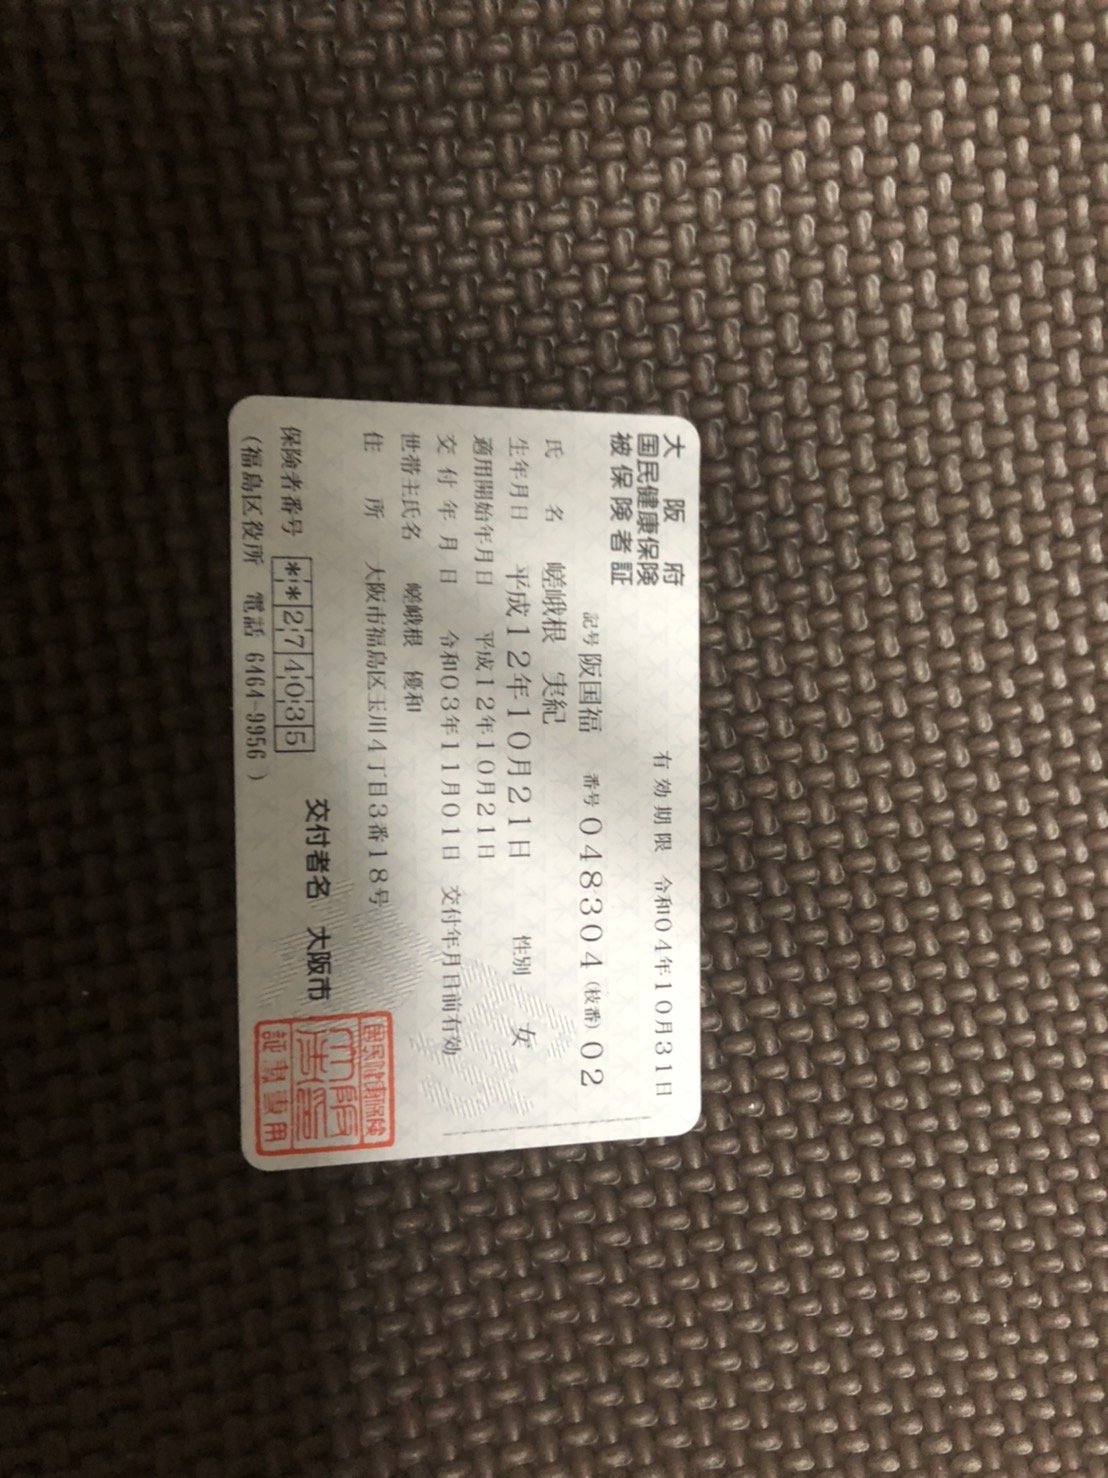 大阪府
国民健康保険
被保険者証
有効期限 令和04年10月31日
記号 阪国福 番号 048304 (枝番) 02
氏名 嵯峨根 実紀
生年月日 平成12年10月21日 性別 女
適用開始年月日 平成12年10月21日
交付年月日 令和03年11月01日 交付年月日前有効
世帯主氏名 嵯峨根 優和
住所 大阪市福島区玉川4丁目3番18号
保険者番号 **274035
交付者名 大阪市
(福島区役所 電話 6464-9956)